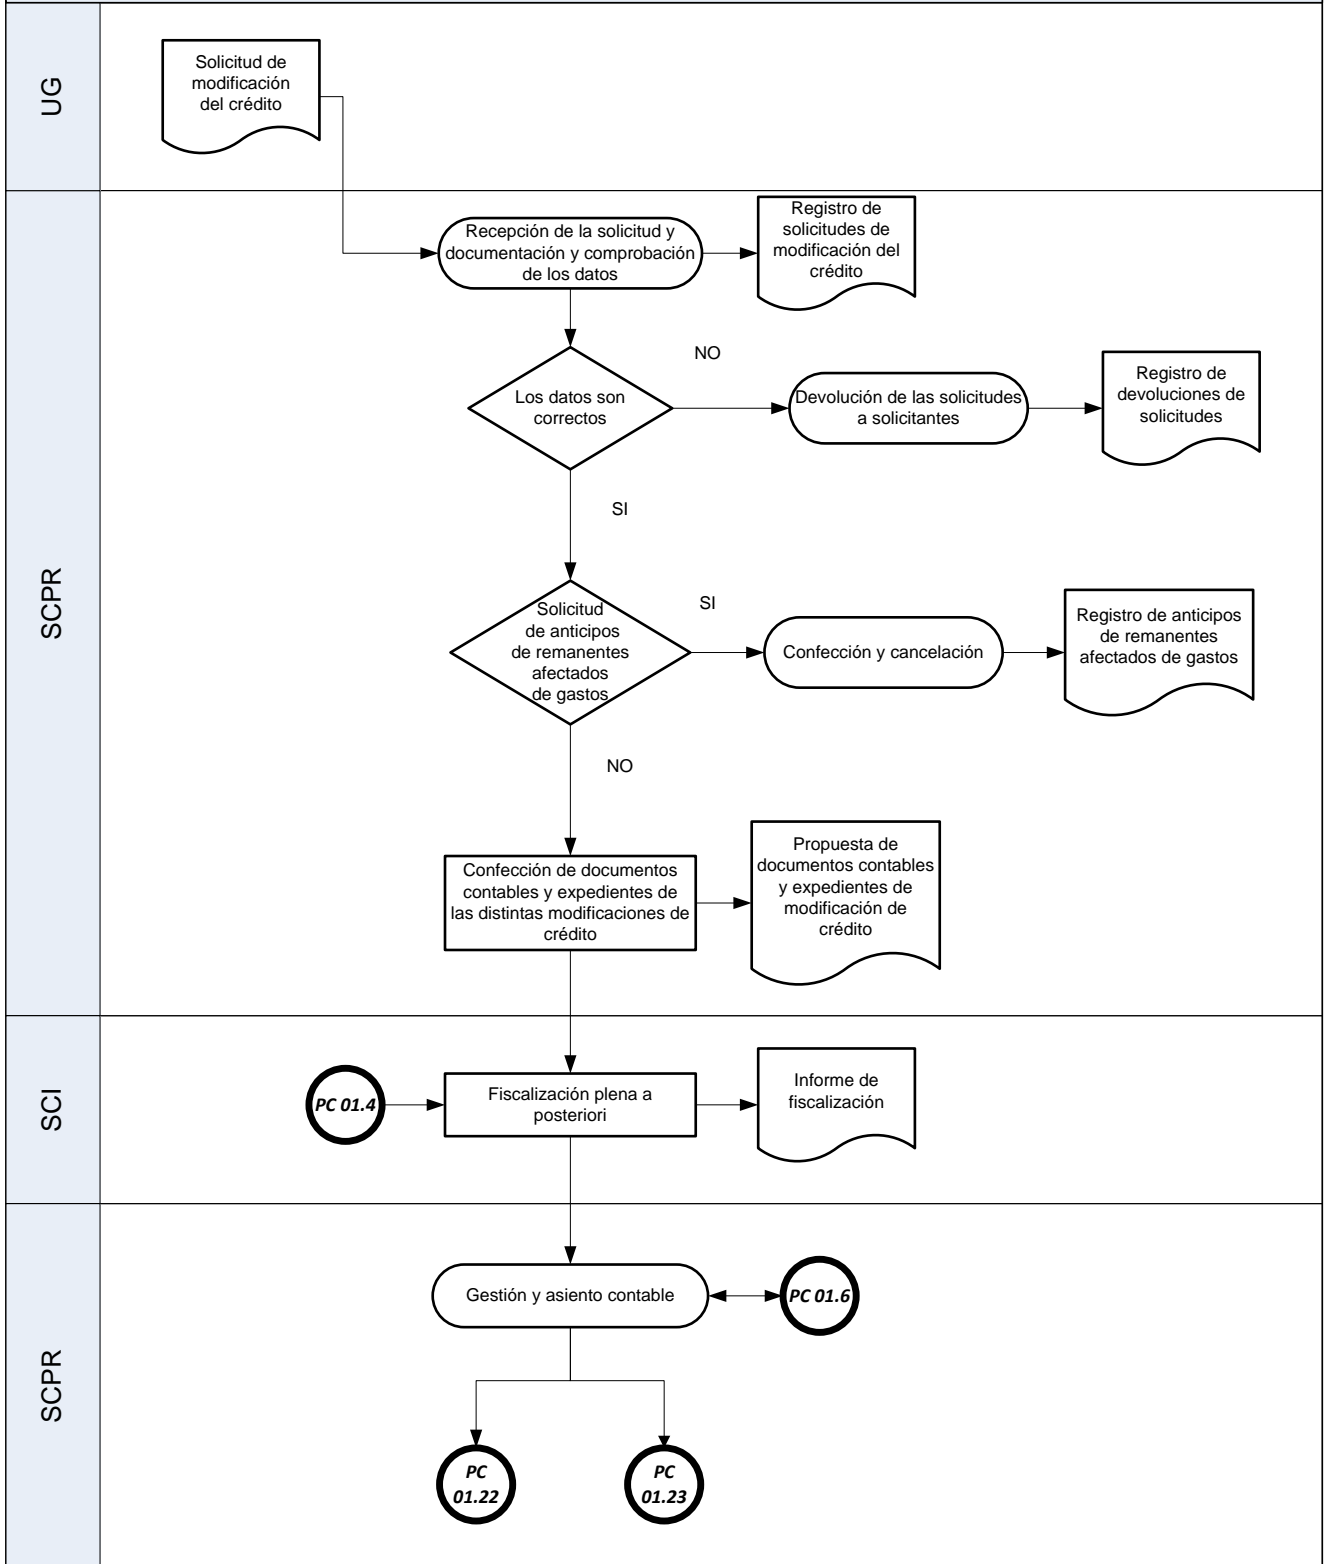 UG
Solicitud de
modificación
del crédito
SCPR
Recepción de la solicitud y
documentación y comprobación
de los datos
Registro de
solicitudes de
modificación del
crédito
Los datos son
correctos
NO
Devolución de las solicitudes
a solicitantes
Registro de
devoluciones de
solicitudes
SI
Solicitud
de anticipos
de remanentes
afectados
de gastos
SI
Confección y cancelación
Registro de anticipos
de remanentes
afectados de gastos
NO
Confección de documentos
contables y expedientes de
las distintas modificaciones de
crédito
Propuesta de
documentos contables
y expedientes de
modificación de
crédito
SCI
PC 01.4
Fiscalización plena a
posteriori
Informe de
fiscalización
SCPR
Gestión y asiento contable
PC 01.6
PC
01.22
PC
01.23